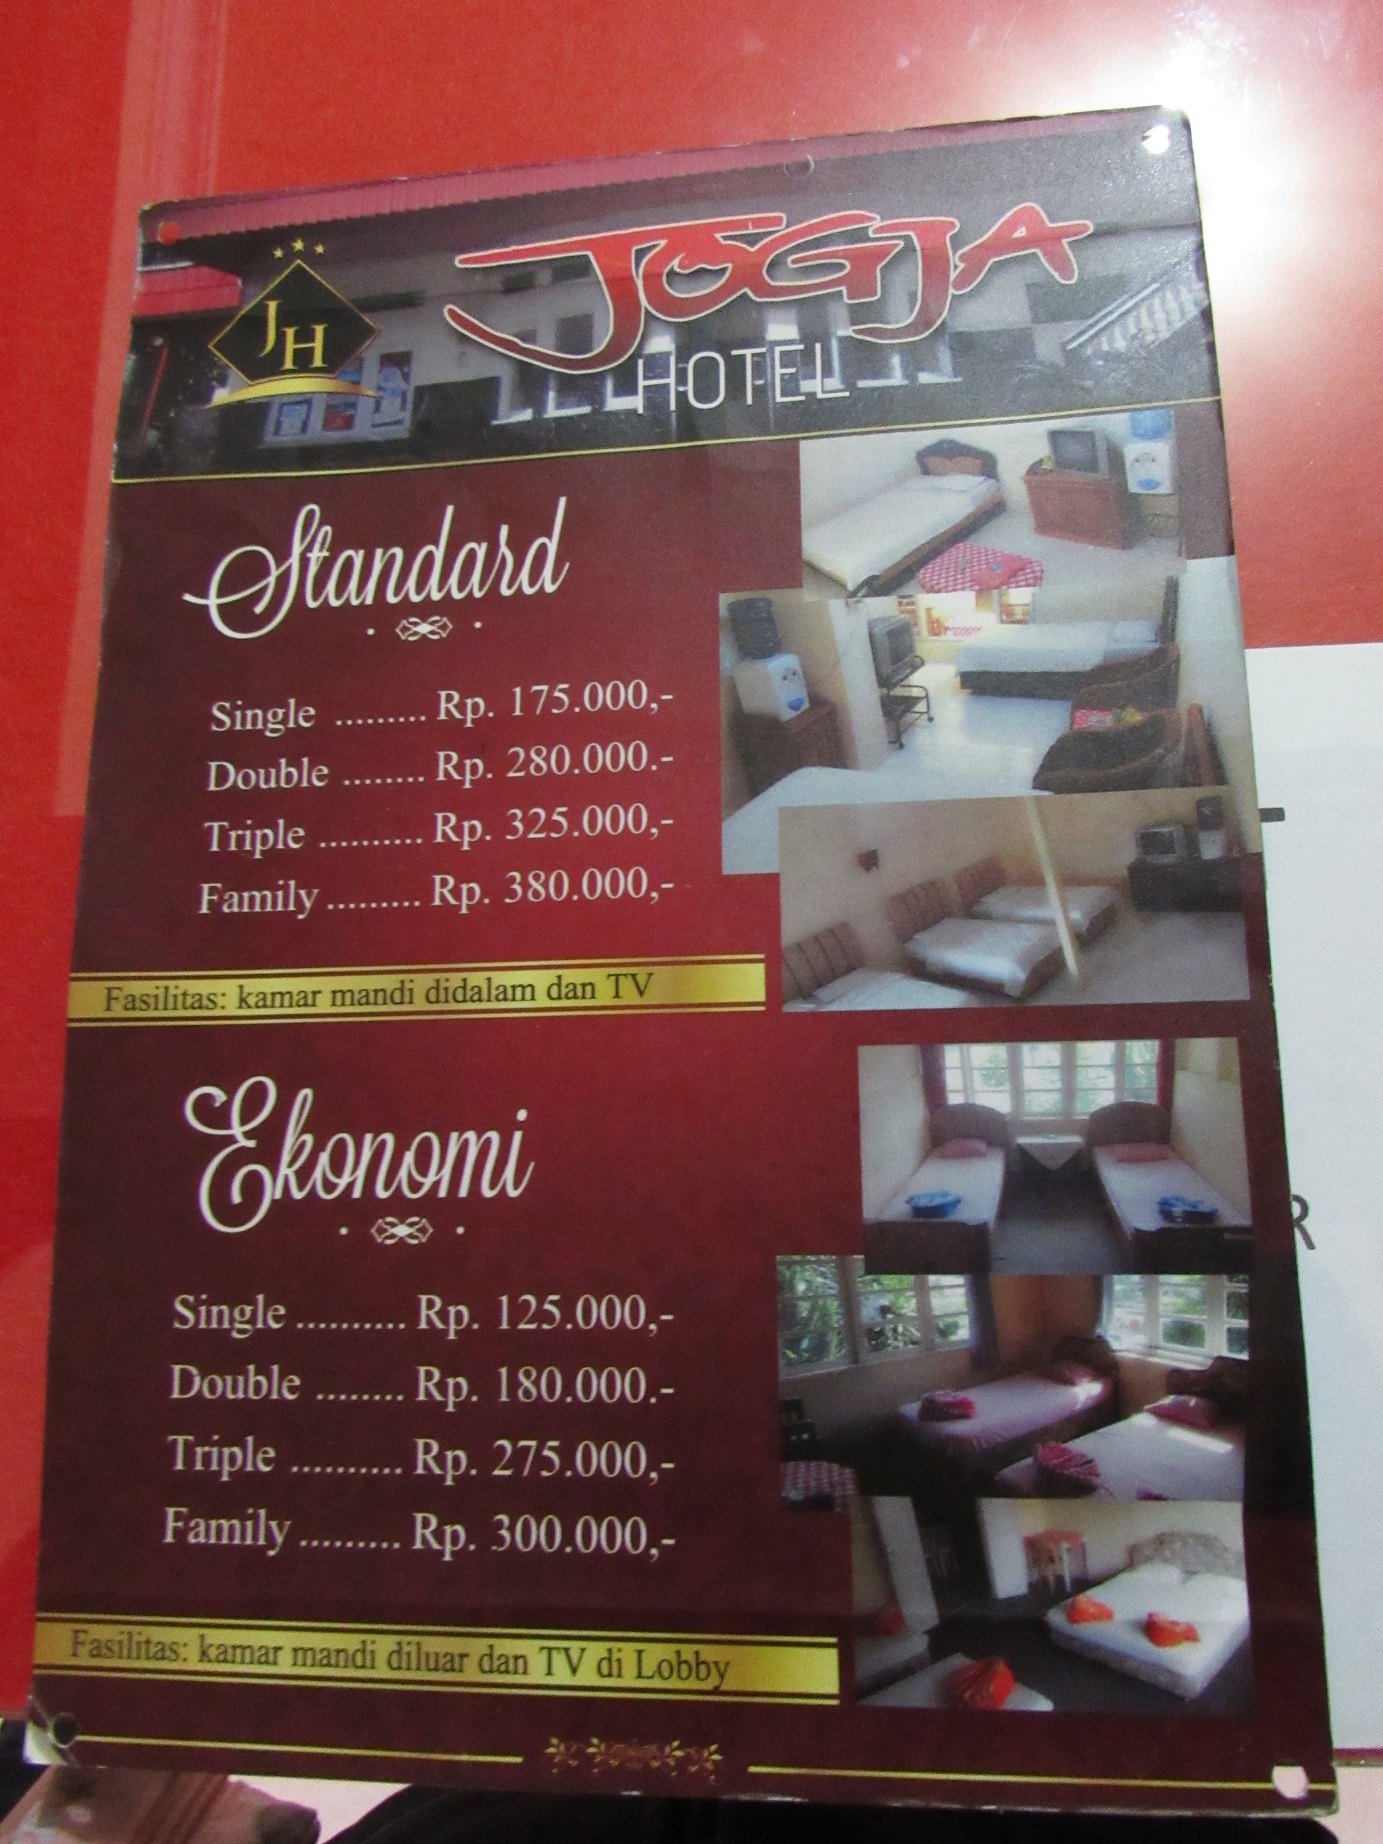 JH
JOGJA
HOTEL
Standard
Single ......... Rp. 175.000,-
Double ........ Rp. 280.000.-
Triple .......... Rp. 325.000,-
Family ......... Rp. 380.000,-
Fasilitas: kamar mandi didalam dan TV
Ekonomi
Single .......... Rp. 125.000,-
Double ........ Rp. 180.000.-
Triple .......... Rp. 275.000,-
Family ......... Rp. 300.000,-
Fasilitas: kamar mandi diluar dan TV di Lobby
R